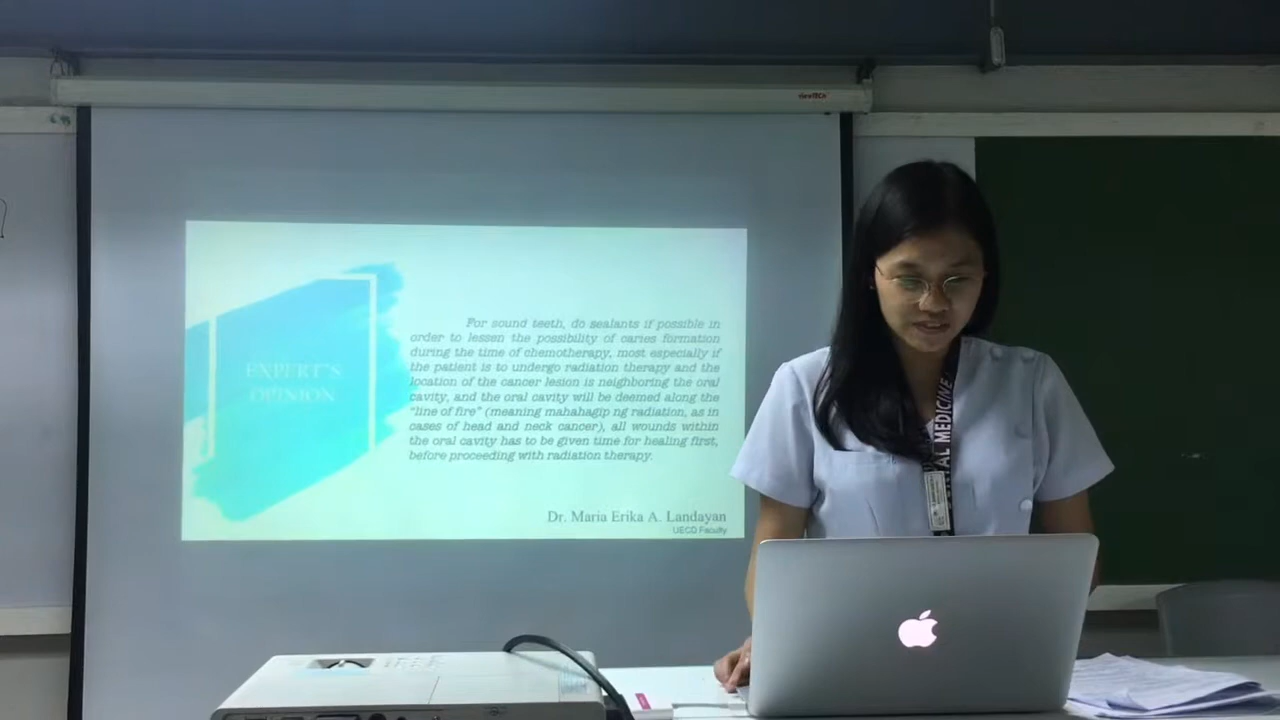 EXPERT'S
OPINION
For sound teeth, do sealants if possible in
order to lessen the possibility of caries formation
during the time of chemotherapy, most especially if
the patient is to undergo radiation therapy and the
location of the cancer lesion is neighboring the oral
cavity, and the oral cavity will be deemed along the
"line of fire" (meaning mahahagip ng radiation, as in
cases of head and neck cancer), all wounds within
the oral cavity has to be given time for healing first,
before proceeding with radiation therapy.
Dr. Maria Erika A. Landayan
UECD Faculty
MEDICINE